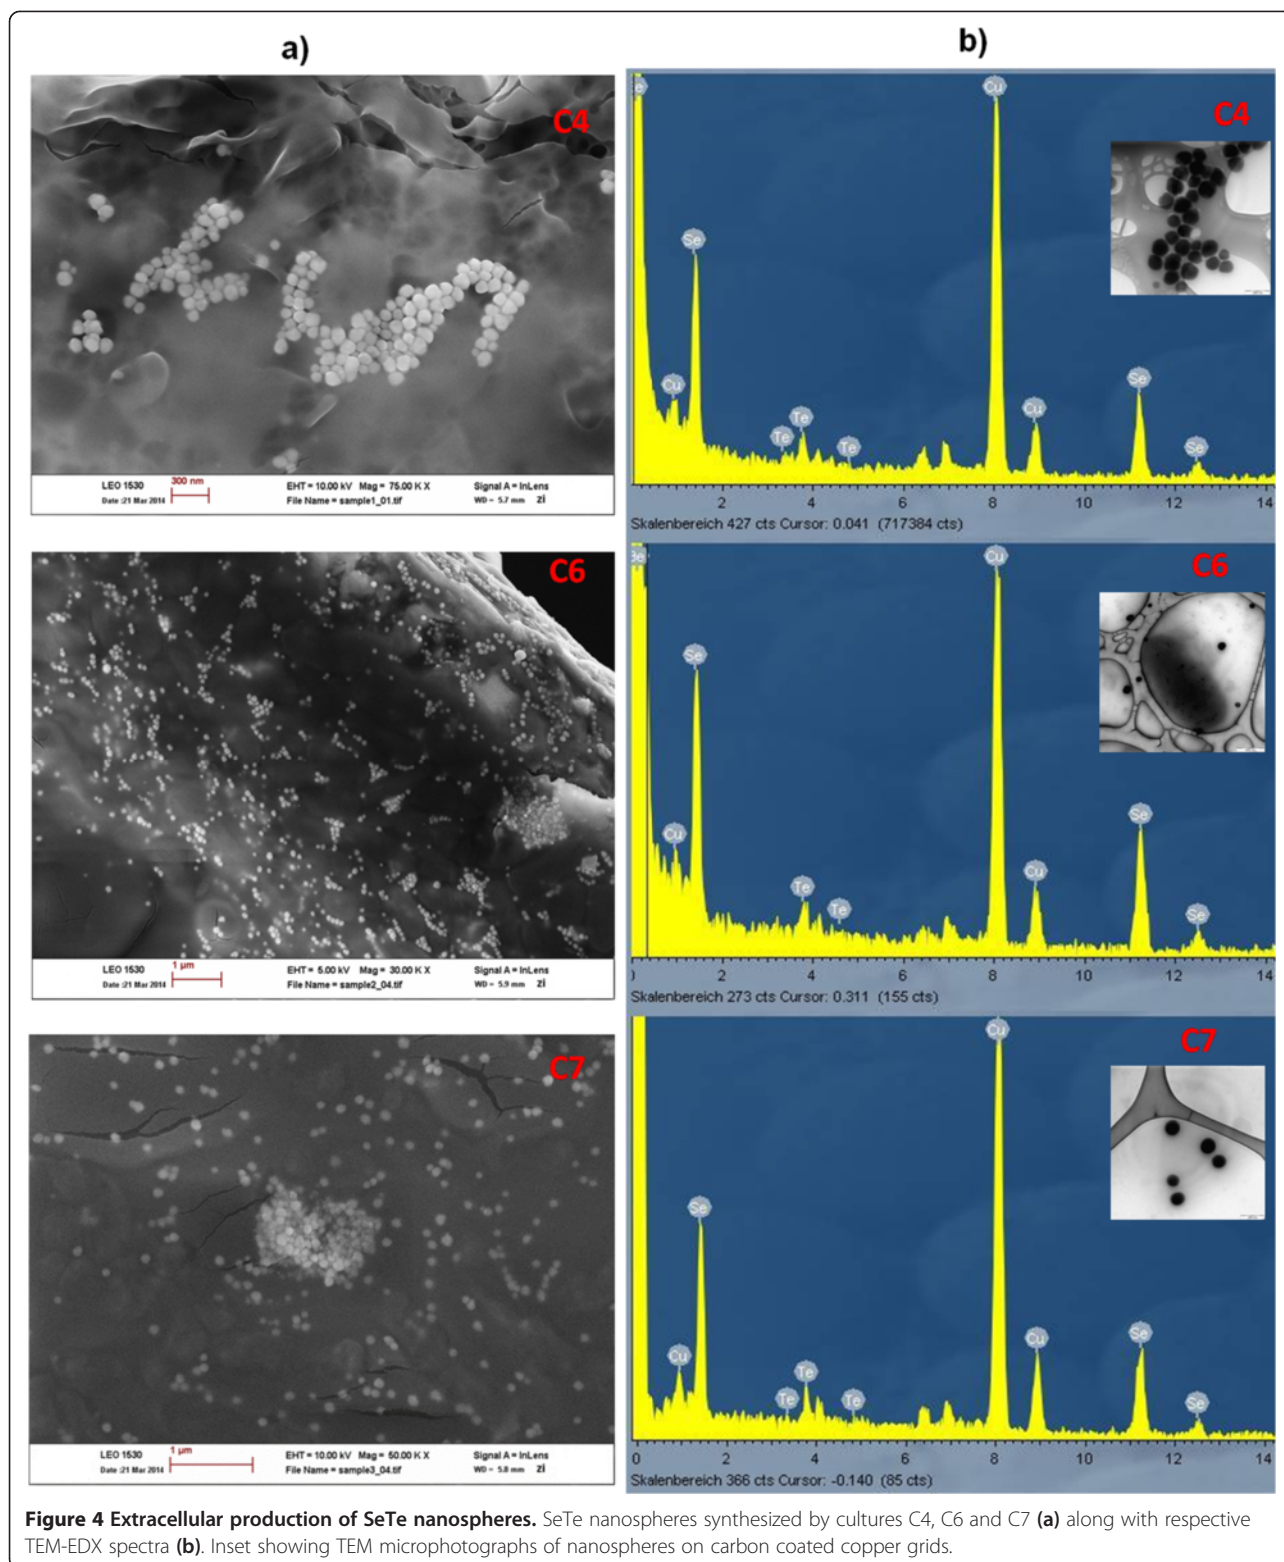 a)
b)
C4
LEO 1530
Date :21 Mar 2014
300 nm
EHT = 10.00 kV Mag = 75.00 K X
File Name = sample1_01.tif
Signal A = InLens
WD = 5.7 mm
C4
Se
Cu
Te
Te
Te
Cu
Cu
Se
Se
2 4 6 8 10 12 14
Skalenbereich 427 cts Cursor: 0.041 (717384 cts)
C6
LEO 1530
Date :21 Mar 2014
1 µm
EHT = 5.00 kV Mag = 30.00 K X
File Name = sample2_04.tif
Signal A = InLens
WD = 5.9 mm
C6
Se
Cu
Te
Te
Cu
Cu
Se
Se
0 2 4 6 8 10 12 14
Skalenbereich 273 cts Cursor: 0.311 (155 cts)
C7
LEO 1530
Date :21 Mar 2014
1 µm
EHT = 10.00 kV Mag = 50.00 K X
File Name = sample3_04.tif
Signal A = InLens
WD = 5.8 mm
C7
Se
Cu
Te
Te
Te
Cu
Cu
Se
Se
0 2 4 6 8 10 12 14
Skalenbereich 366 cts Cursor: -0.140 (85 cts)
Figure 4 Extracellular production of SeTe nanospheres. SeTe nanospheres synthesized by cultures C4, C6 and C7 (a) along with respective
TEM-EDX spectra (b). Inset showing TEM microphotographs of nanospheres on carbon coated copper grids.